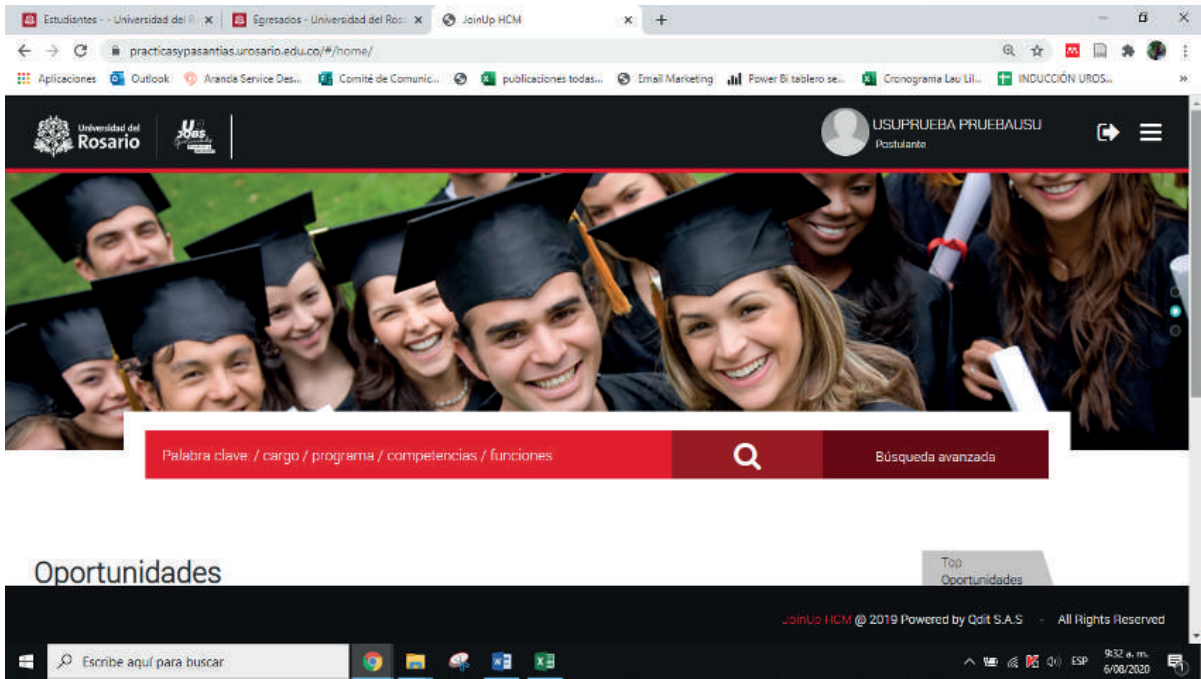 Estudiantes - - Universidad del R
Egresados - Universidad del Ros
JoinUp HCM
practicasypasantias.urosario.edu.co/#/home/
Aplicaciones
Outlook
Aranda Service Des...
Comité de Comunic...
publicaciones todas...
Email Marketing
Power Bi tablero se...
Cronograma Lau Lil...
INDUCCIÓN UROS...
Universidad del
Rosario
U
JOBS
USUPRUEBA PRUEBAUSU
Postulante
Palabra clave / cargo / programa / competencias / funciones
Búsqueda avanzada
Oportunidades
Top
Oportunidades
JoinUp HCM @ 2019 Powered by Qdit S.A.S - All Rights Reserved
Escribe aquí para buscar
ESP
9:32 a. m.
6/08/2020